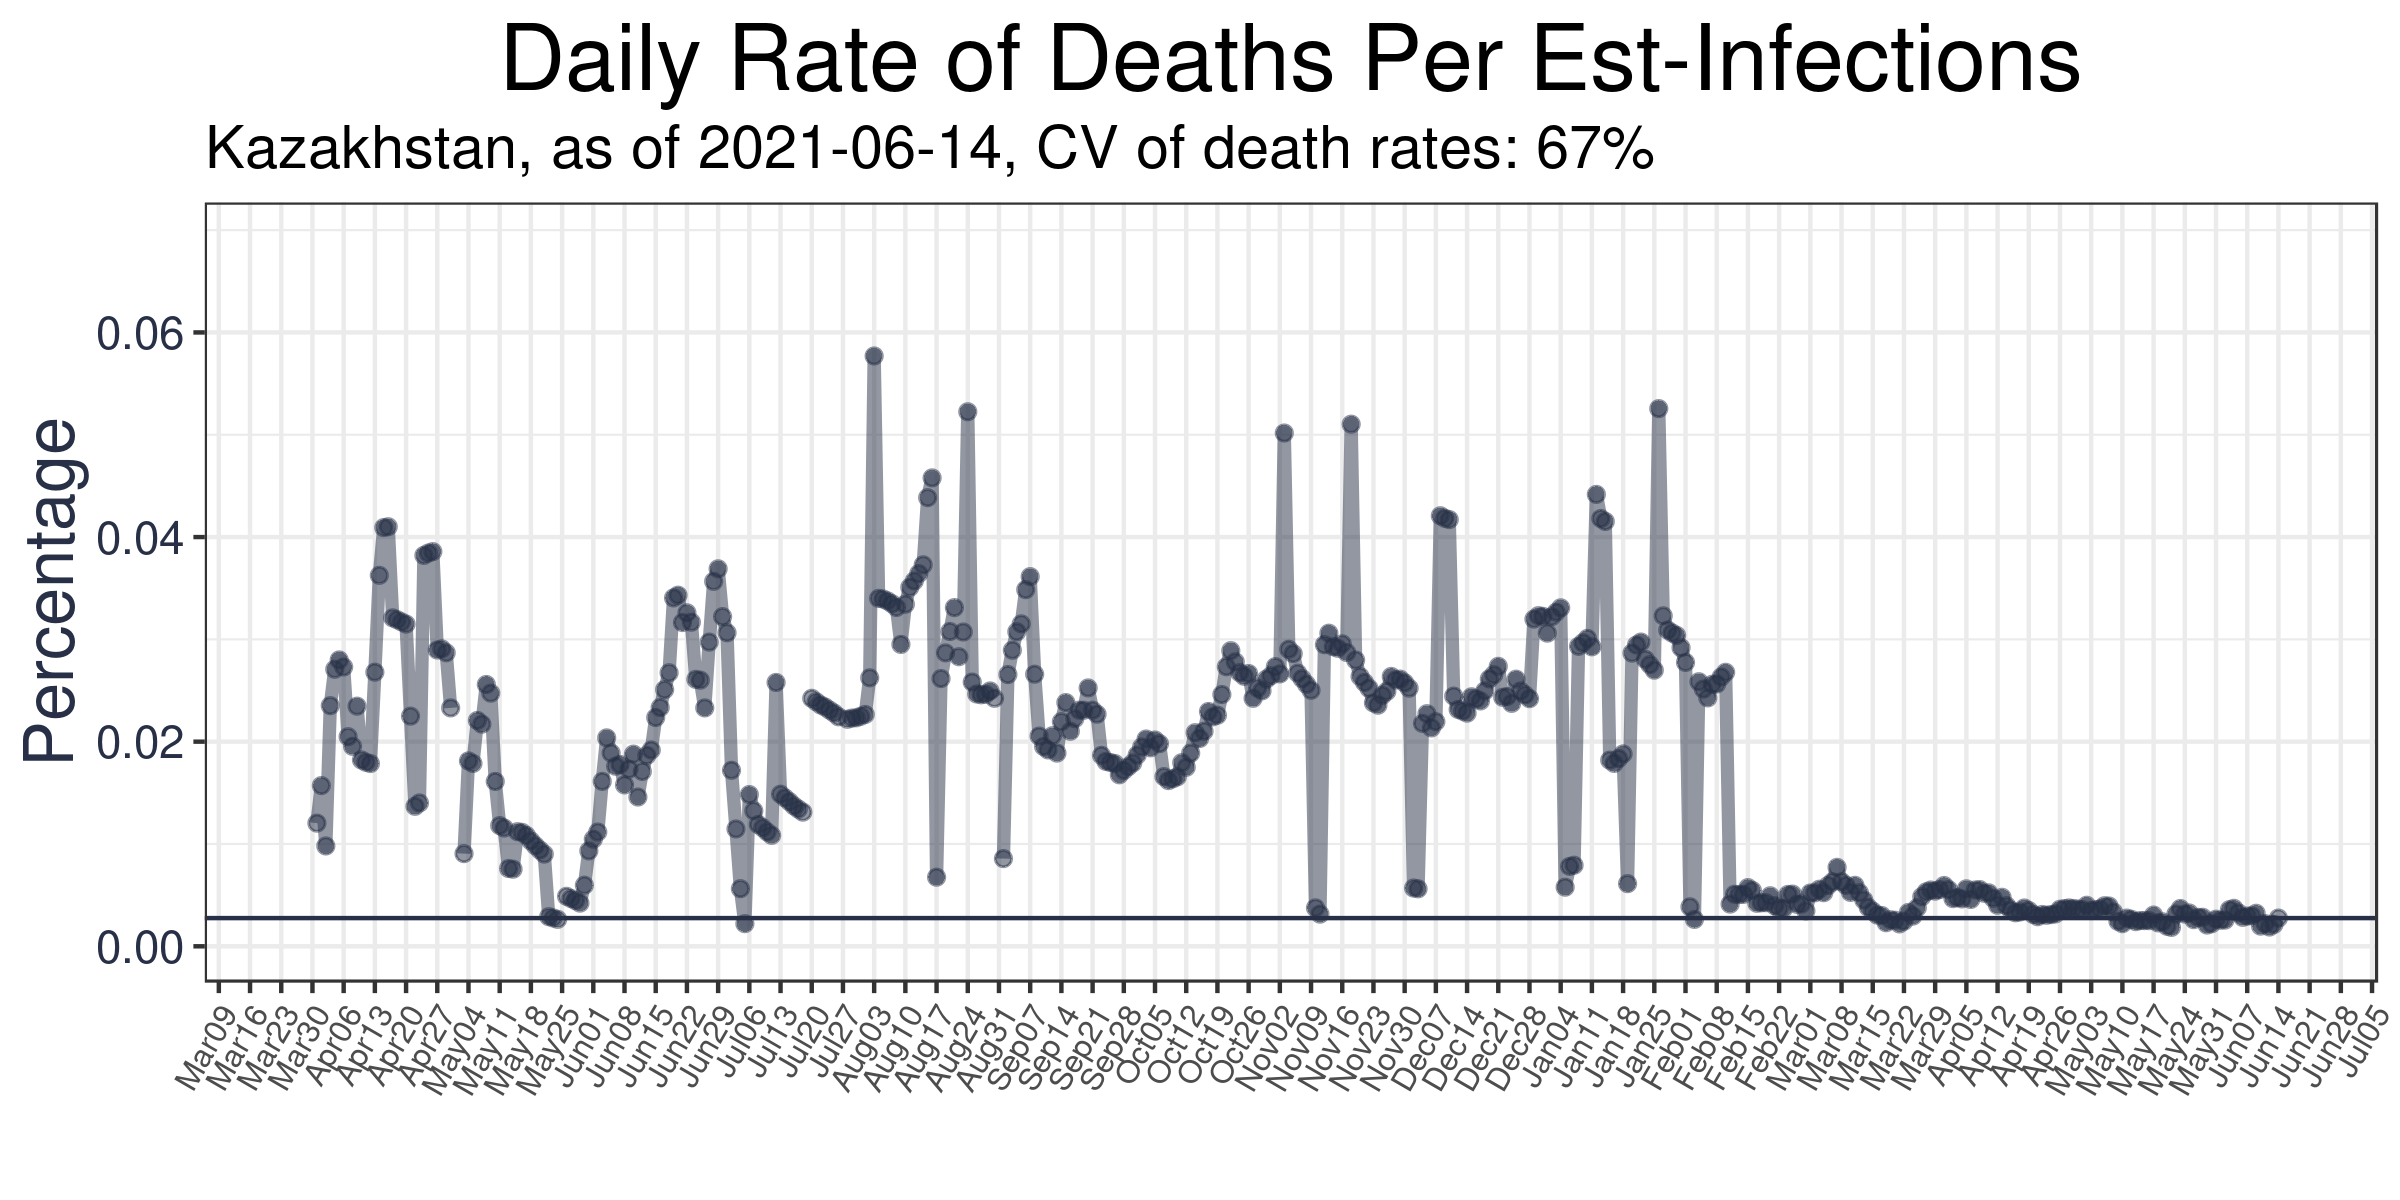 Daily Rate of Deaths Per Est-Infections
Kazakhstan, as of 2021-06-14, CV of death rates: 67%
Percentage
0.06
0.04
0.02
0.00
Mar09
Mar16
Mar23
Mar30
Apr06
Apr13
Apr20
Apr27
May04
May11
May18
May25
Jun01
Jun08
Jun15
Jun22
Jun29
Jul06
Jul13
Jul20
Jul27
Aug03
Aug10
Aug17
Aug24
Aug31
Sep07
Sep14
Sep21
Sep28
Oct05
Oct12
Oct19
Oct26
Nov02
Nov09
Nov16
Nov23
Nov30
Dec07
Dec14
Dec21
Dec28
Jan04
Jan11
Jan18
Jan25
Feb01
Feb08
Feb15
Feb22
Mar01
Mar08
Mar15
Mar22
Mar29
Apr05
Apr12
Apr19
Apr26
May03
May10
May17
May24
May31
Jun07
Jun14
Jun21
Jun28
Jul05